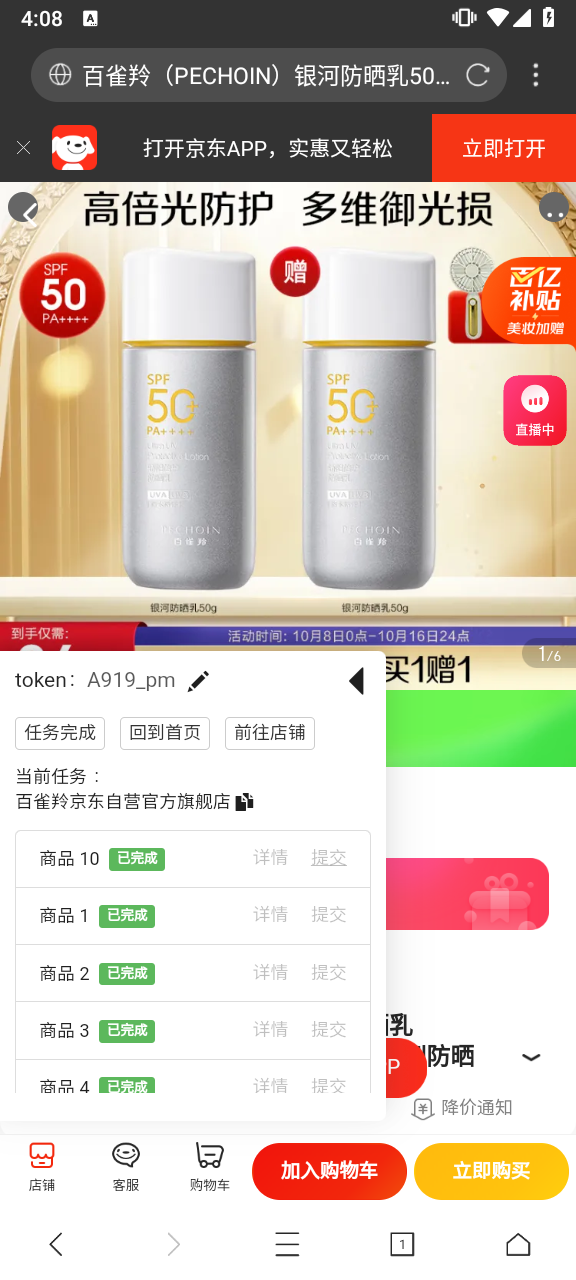 4:08
A
百雀羚（PECHOIN）银河防晒乳50…
打开京东APP，实惠又轻松
立即打开
高倍光防护 多维御光损
SPF
50
PA++++
赠
百亿
补贴
美妆加赠
SPF
50+
PA++++
SPF
50+
PA++++
UVA
PECHOIN
百雀羚
直播中
银河防晒乳50g
银河防晒乳50g
到手仅需:
活动时间: 10月8日0点-10月16日24点
买1赠1
1/6
token: A919_pm
任务完成
回到首页
前往店铺
当前任务：
百雀羚京东自营官方旗舰店
商品 10 已完成 详情 提交
商品 1 已完成 详情 提交
商品 2 已完成 详情 提交
商品 3 已完成 详情 提交
商品 4 已完成 详情 提交
乳
防晒
P
降价通知
店铺
客服
购物车
加入购物车
立即购买
1